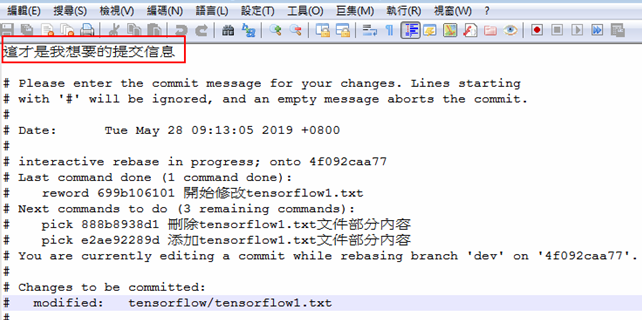 編輯(E) 搜尋(S) 檢視(V) 編碼(N) 語言(L) 設定(T) 工具(O) 巨集(M) 執行(R) 視窗(W) ?
這才是我想要的提交信息
# Please enter the commit message for your changes. Lines starting
# with '#' will be ignored, and an empty message aborts the commit.
#
# Date:      Tue May 28 09:13:05 2019 +0800
#
# interactive rebase in progress; onto 4f092caa77
# Last command done (1 command done):
#    reword 699b106101 開始修改tensorflow1.txt
# Next commands to do (3 remaining commands):
#    pick 888b8938d1 刪除tensorflow1.txt文件部分内容
#    pick e2ae92289d 添加tensorflow1.txt文件部分内容
# You are currently editing a commit while rebasing branch 'dev' on '4f092caa77'.
#
# Changes to be committed:
#   modified:   tensorflow/tensorflow1.txt
#